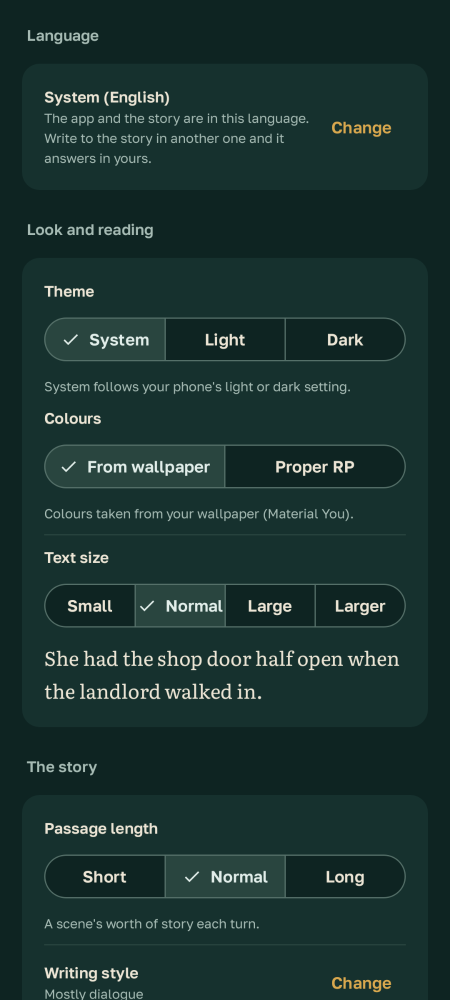 Language
System (English)
The app and the story are in this language.
Write to the story in another one and it
answers in yours.
Change
Look and reading
Theme
System
Light
Dark
System follows your phone's light or dark setting.
Colours
From wallpaper
Proper RP
Colours taken from your wallpaper (Material You).
Text size
Small
Normal
Large
Larger
She had the shop door half open when
the landlord walked in.
The story
Passage length
Short
Normal
Long
A scene's worth of story each turn.
Writing style
Mostly dialogue
Change